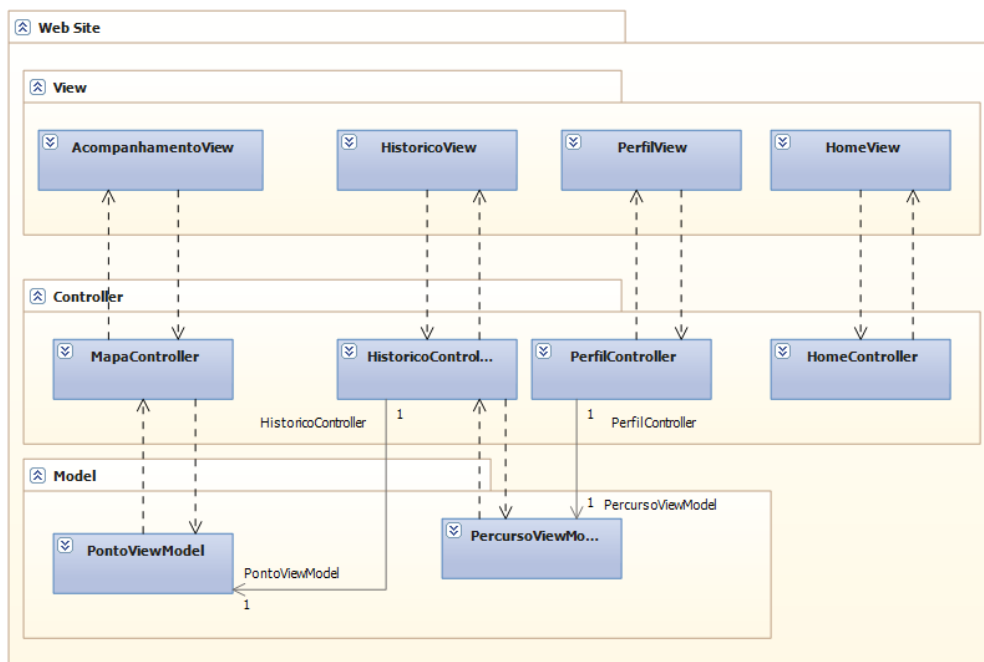 Web Site
View
AcompanhamentoView
HistoricoView
PerfilView
HomeView
Controller
MapaController
HistoricoControl...
PerfilController
HomeController
HistoricoController
1
1
PerfilController
Model
1
PercursoViewModel
PontoViewModel
PercursoViewMo...
PontoViewModel
1